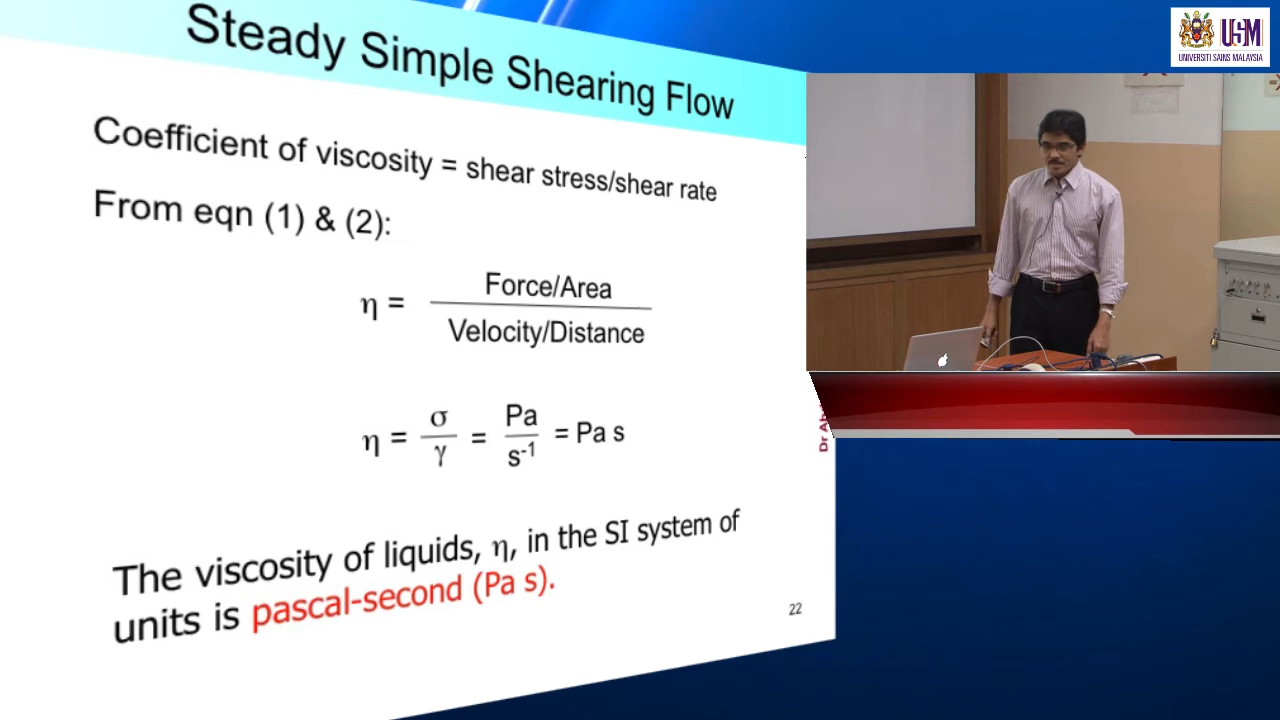 Steady Simple Shearing Flow
Coefficient of viscosity = shear stress/shear rate
From eqn (1) & (2):
η = Force/Area
Velocity/Distance
η = σ/γ = Pa/s⁻¹ = Pa s
The viscosity of liquids, η, in the SI system of
units is pascal-second (Pa s).
22
Dr
USM
UNIVERSITI SAINS MALAYSIA